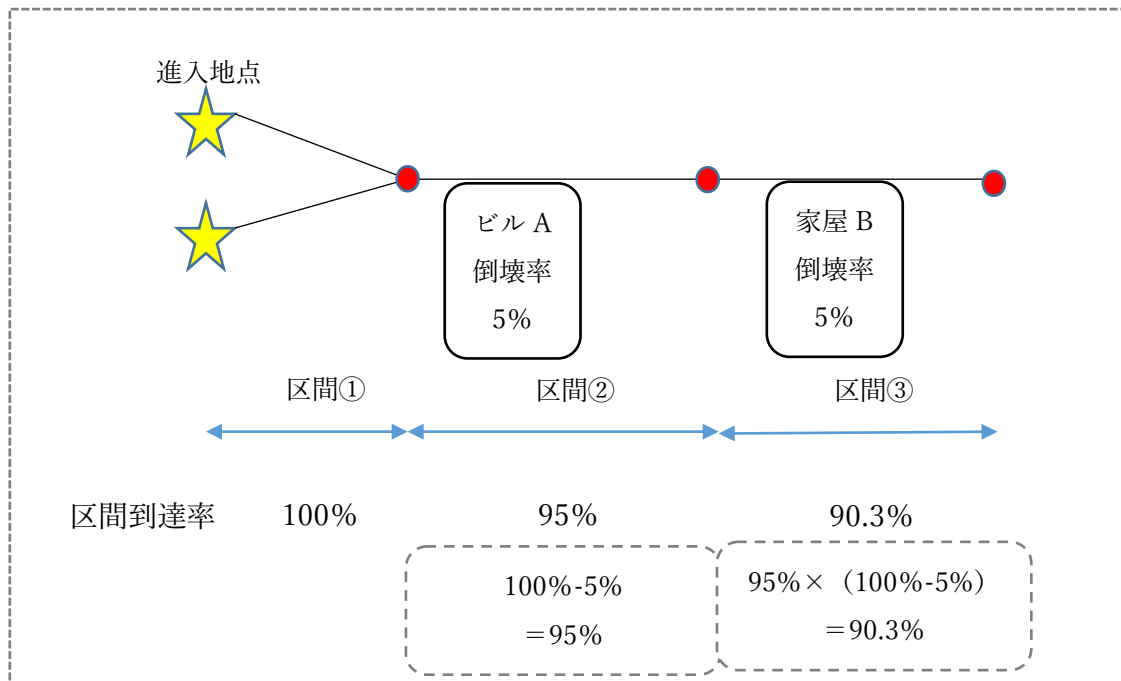 進入地点
ビル A
倒壊率
5%
家屋 B
倒壊率
5%
区間①
区間②
区間③
区間到達率
100%
95%
90.3%
100%-5%
＝95%
95%×（100%-5%）
＝90.3%